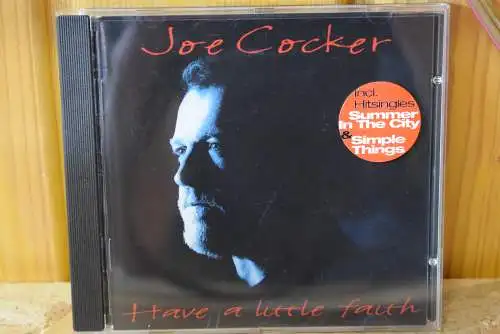 Joe Cocker
incl.
Hitsingles
Summer
In The City
& Simple
Things
Have a little faith